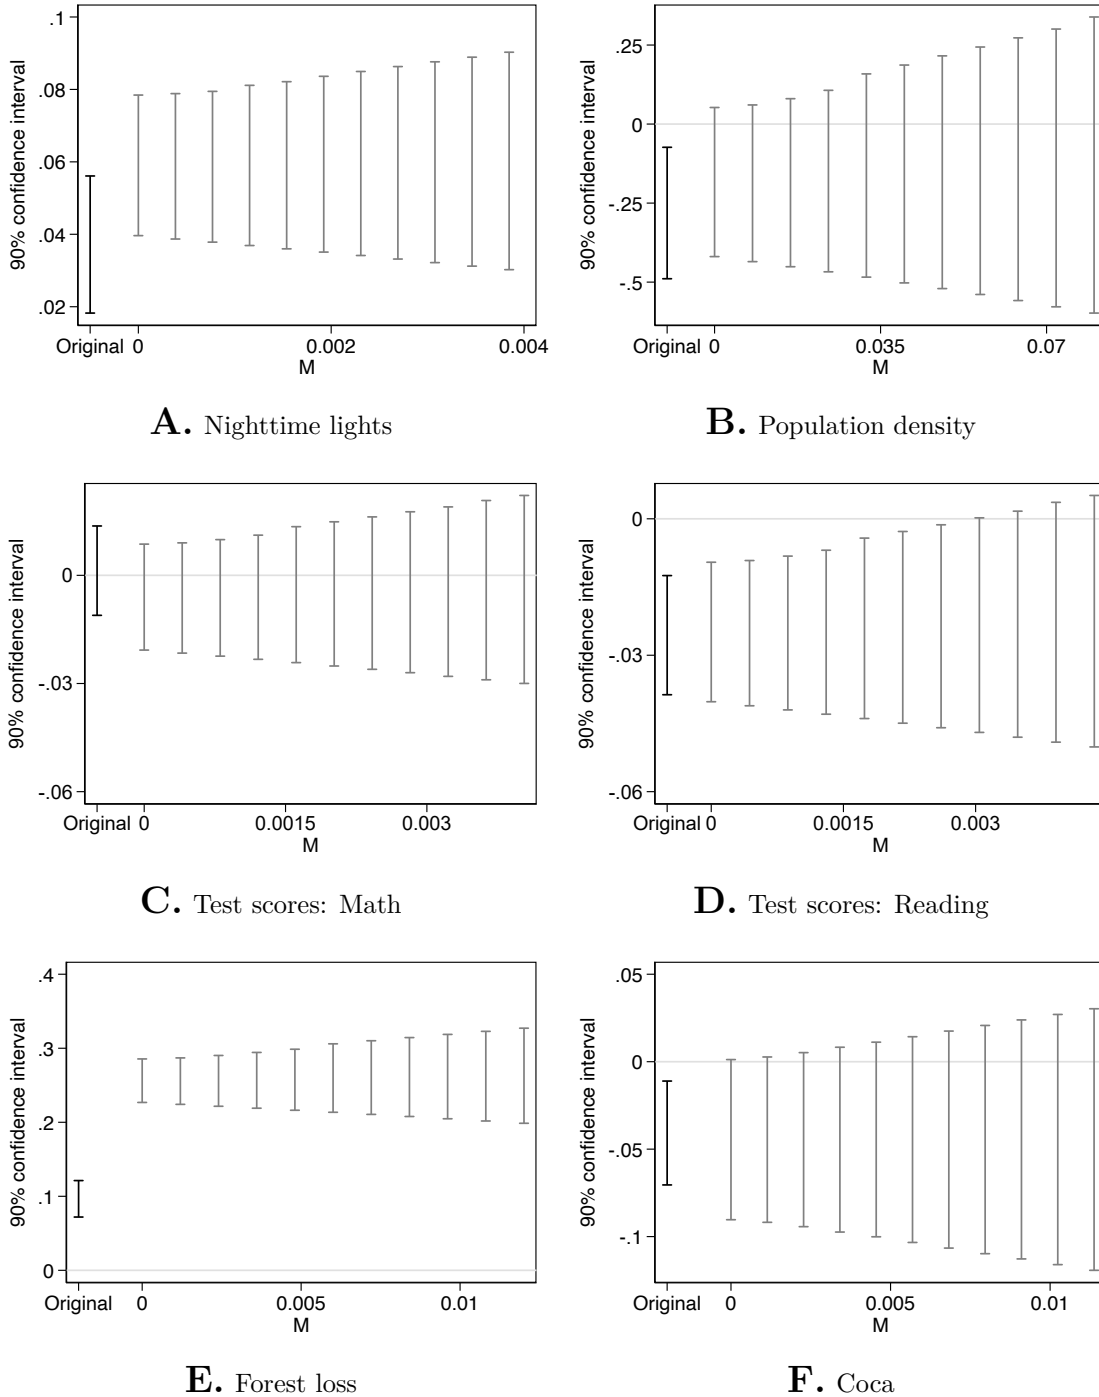 90% confidence interval
.1
.08
.06
.04
.02
Original 0 0.002 0.004
M
A. Nighttime lights
90% confidence interval
.25
0
-.25
-.5
Original 0 0.035 0.07
M
B. Population density
90% confidence interval
0
-.03
-.06
Original 0 0.0015 0.003
M
C. Test scores: Math
90% confidence interval
0
-.03
-.06
Original 0 0.0015 0.003
M
D. Test scores: Reading
90% confidence interval
.4
.3
.2
.1
0
Original 0 0.005 0.01
M
E. Forest loss
90% confidence interval
.05
0
-.05
-.1
Original 0 0.005 0.01
M
F. Coca